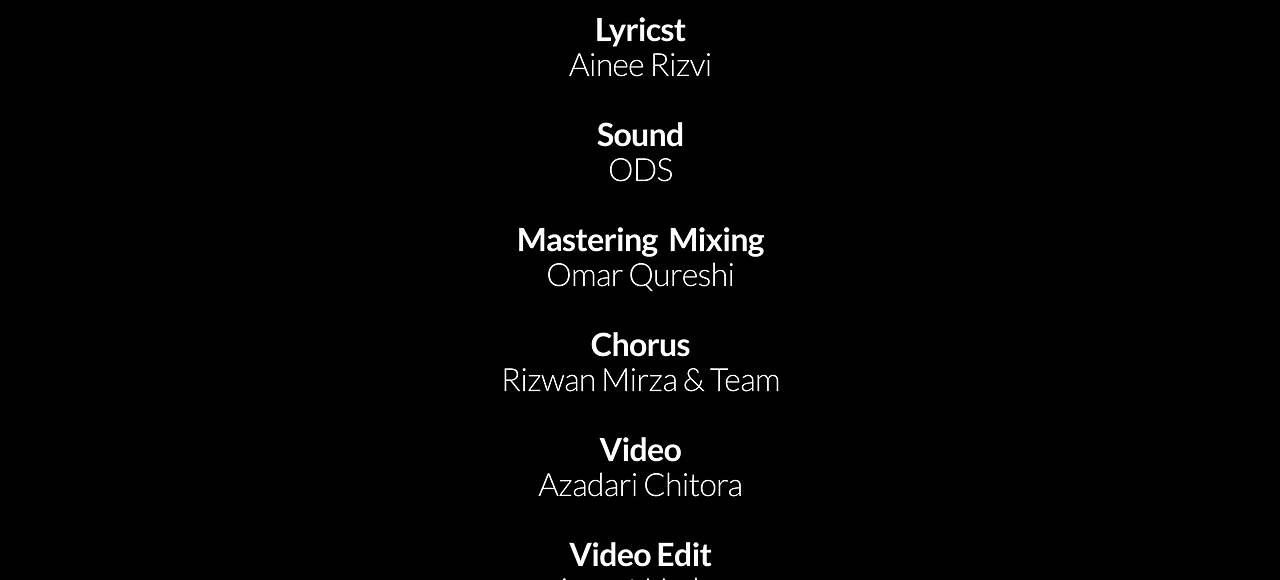 Lyricst
Ainee Rizvi
Sound
ODS
Mastering  Mixing
Omar Qureshi
Chorus
Rizwan Mirza & Team
Video
Azadari Chitora
Video Edit